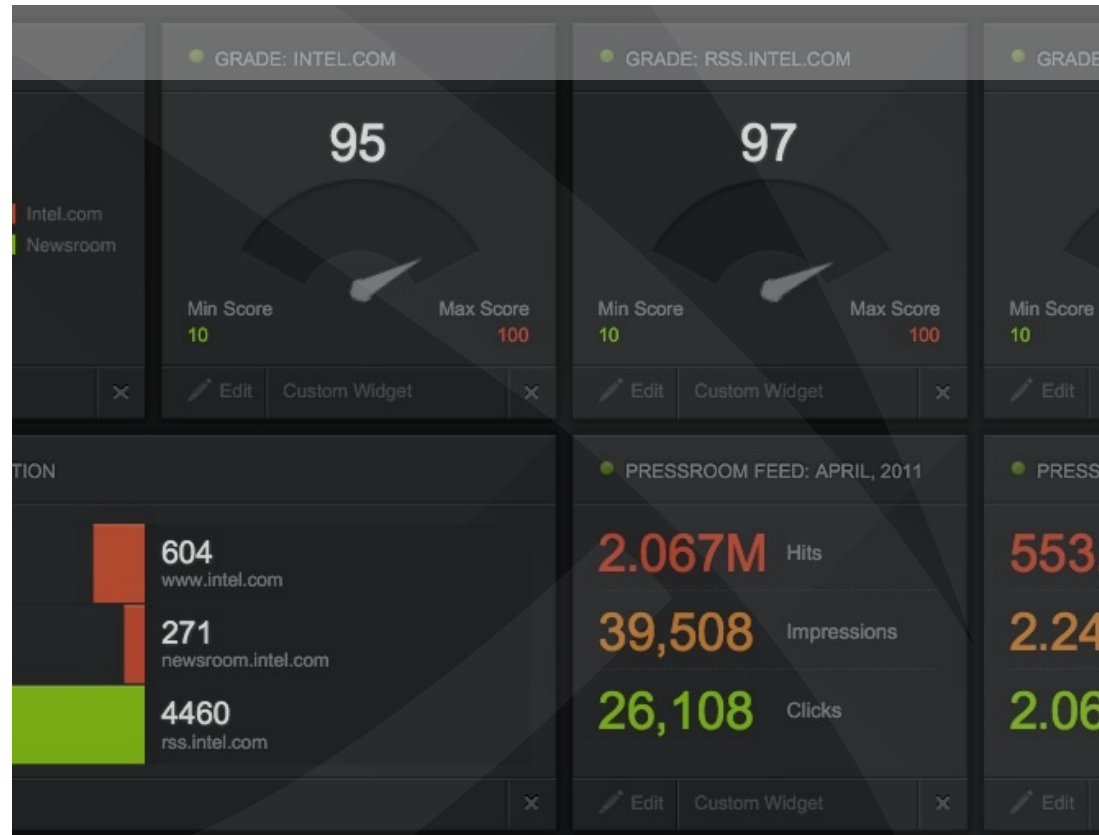 GRADE: INTEL.COM
GRADE: RSS.INTEL.COM
GRADE
Intel.com
Newsroom
95
Min Score
10
Max Score
100
97
Min Score
10
Max Score
100
Min Score
10
Edit
Custom Widget
Edit
Custom Widget
Edit
TION
604
www.intel.com
271
newsroom.intel.com
4460
rss.intel.com
PRESSROOM FEED: APRIL, 2011
2.067M Hits
39,508 Impressions
26,108 Clicks
Edit
Custom Widget
PRESS
553.
2.24
2.06
Edit